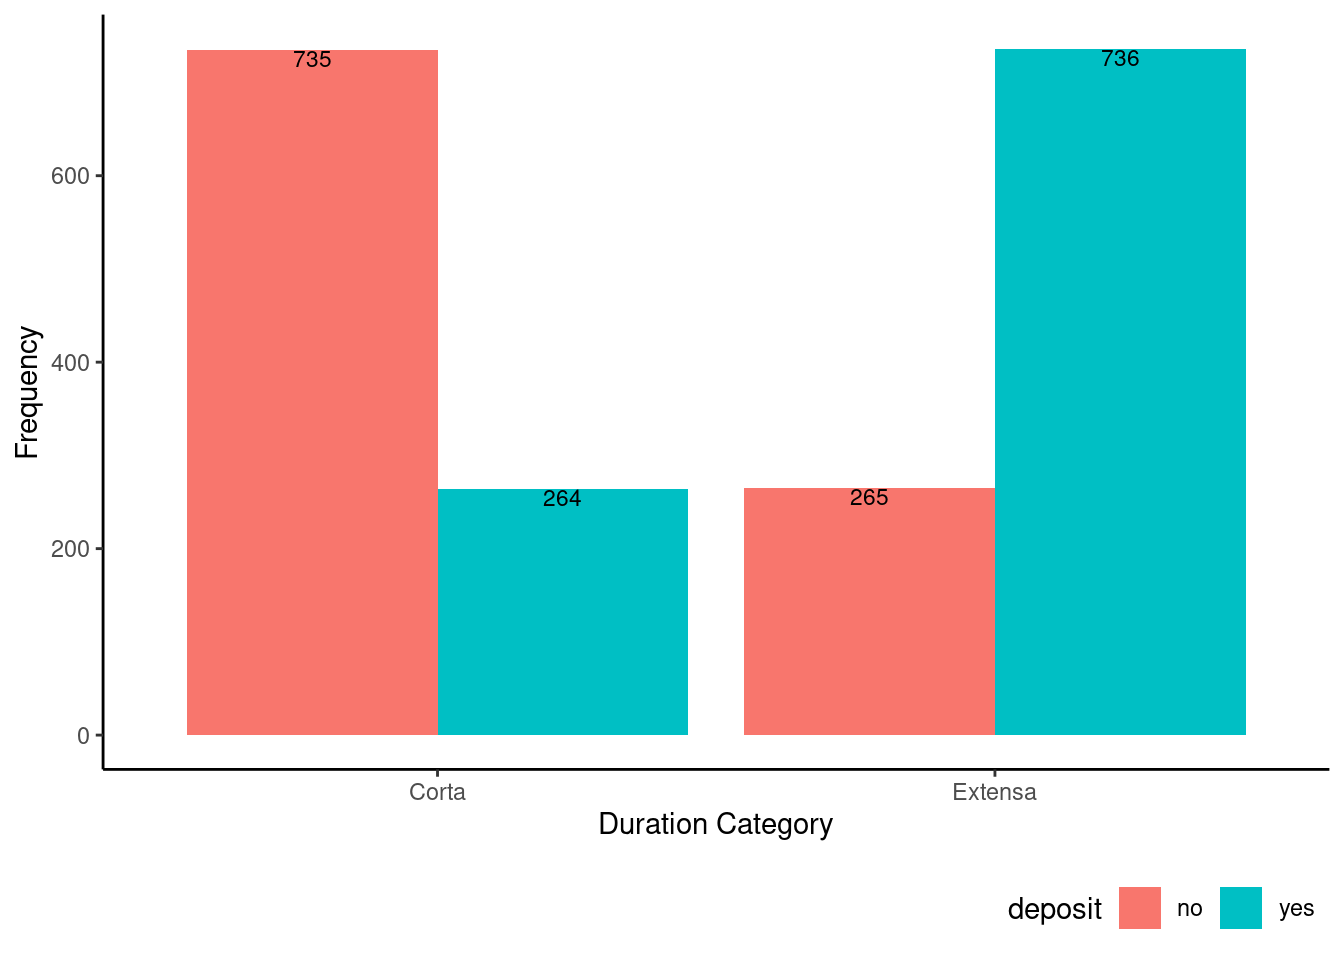 735
736
600
Frequency
400
264
265
200
0
Corta
Extensa
Duration Category
deposit no yes